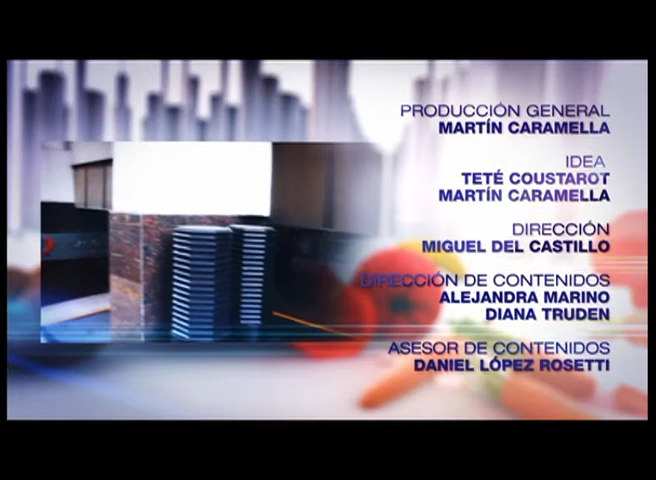 PRODUCCIÓN GENERAL
MARTÍN CARAMELLA
IDEA
TETÉ COUSTAROT
MARTÍN CARAMELLA
DIRECCIÓN
MIGUEL DEL CASTILLO
DIRECCIÓN DE CONTENIDOS
ALEJANDRA MARINO
DIANA TRUDEN
ASESOR DE CONTENIDOS
DANIEL LÓPEZ ROSETTI